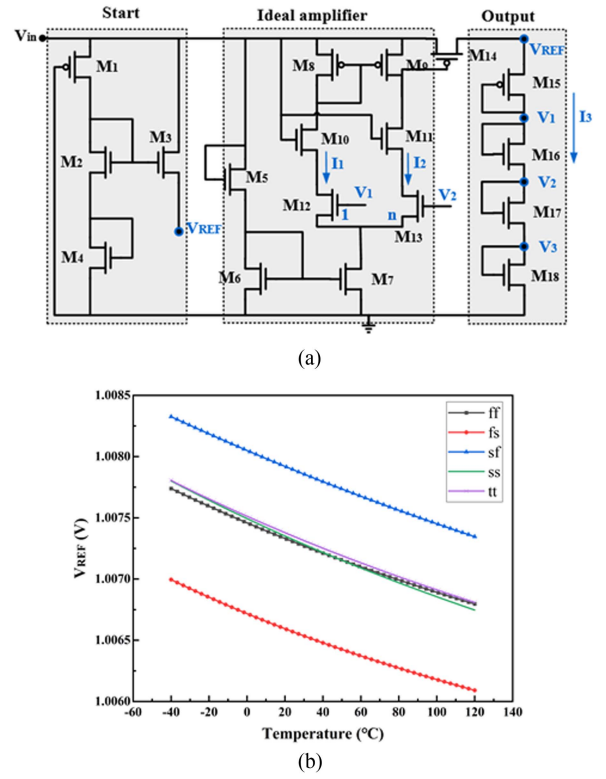 Start
Ideal amplifier
Output
Vin
M1
M2
M3
M4
VREF
M5
M6
M7
M8
M9
M10
M11
I1
I2
M12
V1
1
n
V2
M13
M14
VREF
M15
V1
I3
M16
V2
M17
V3
M18
(a)
1.0085
1.0080
1.0075
1.0070
1.0065
1.0060
VREF (V)
ff
fs
sf
ss
tt
-60 -40 -20 0 20 40 60 80 100 120 140
Temperature (°C)
(b)